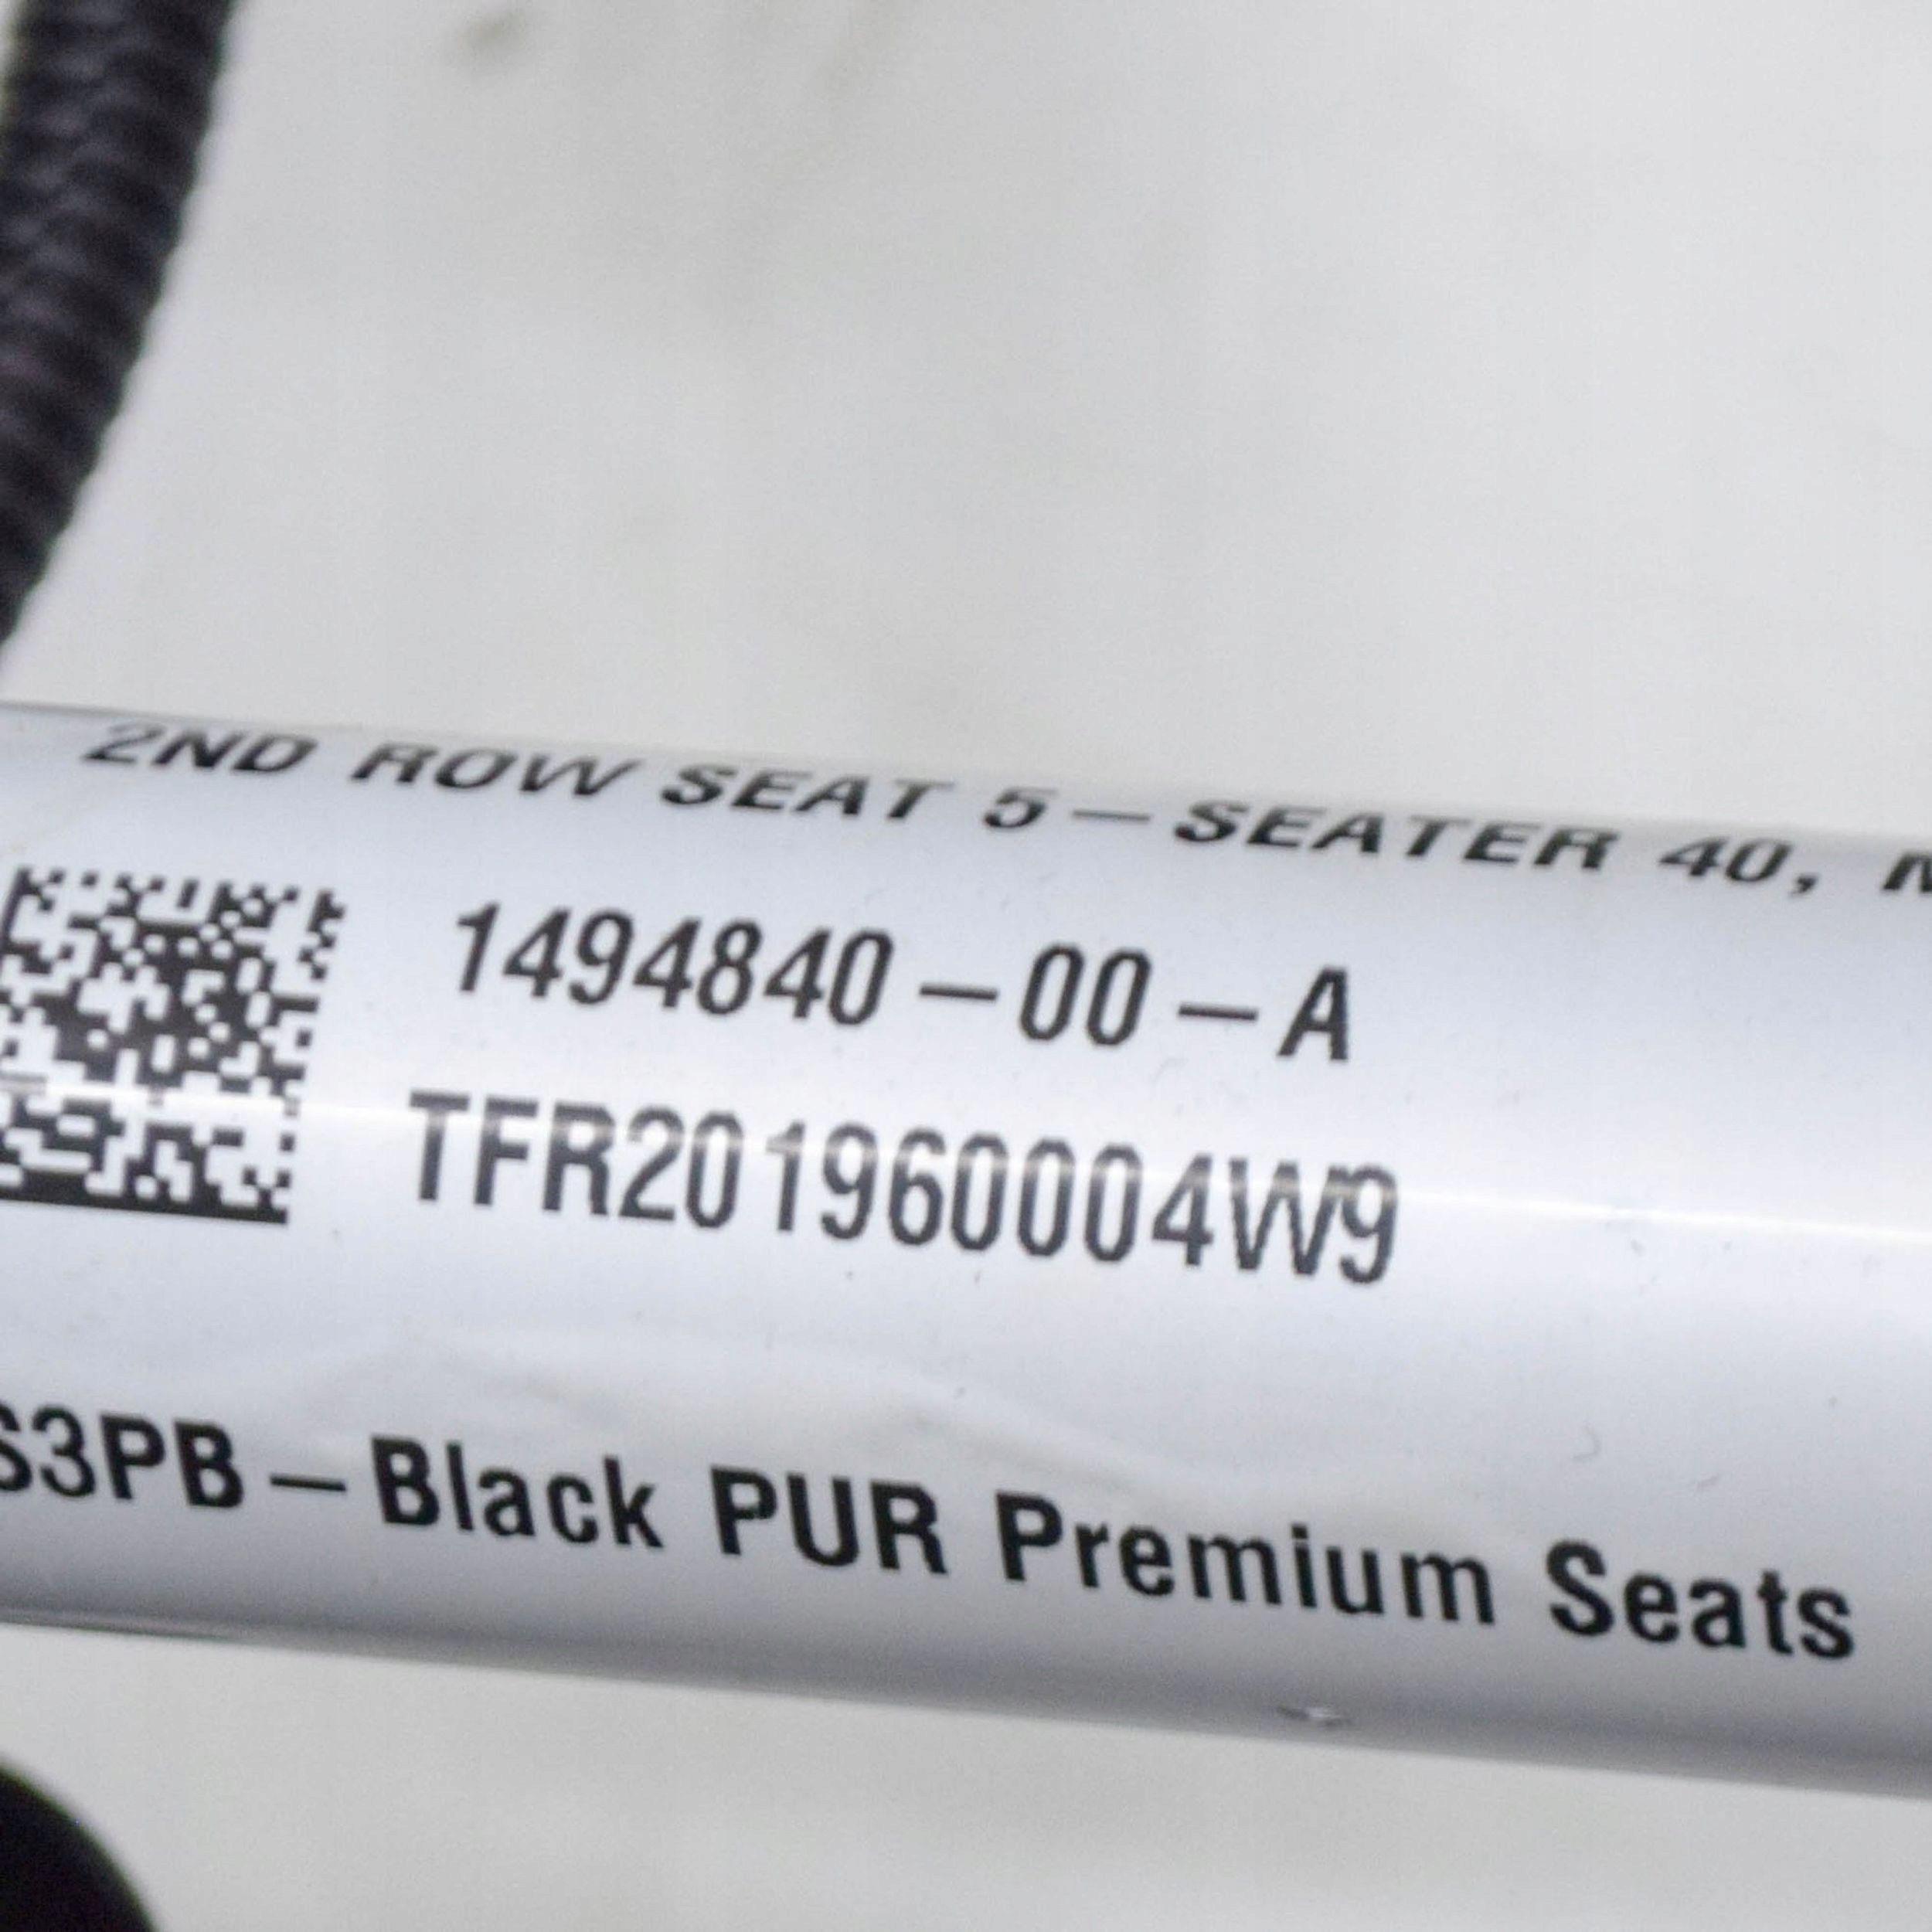 2ND ROW SEAT 5-SEATER 40,
1494840-00-A
TFR201960004W9
S3PB-Black PUR Premium Seats